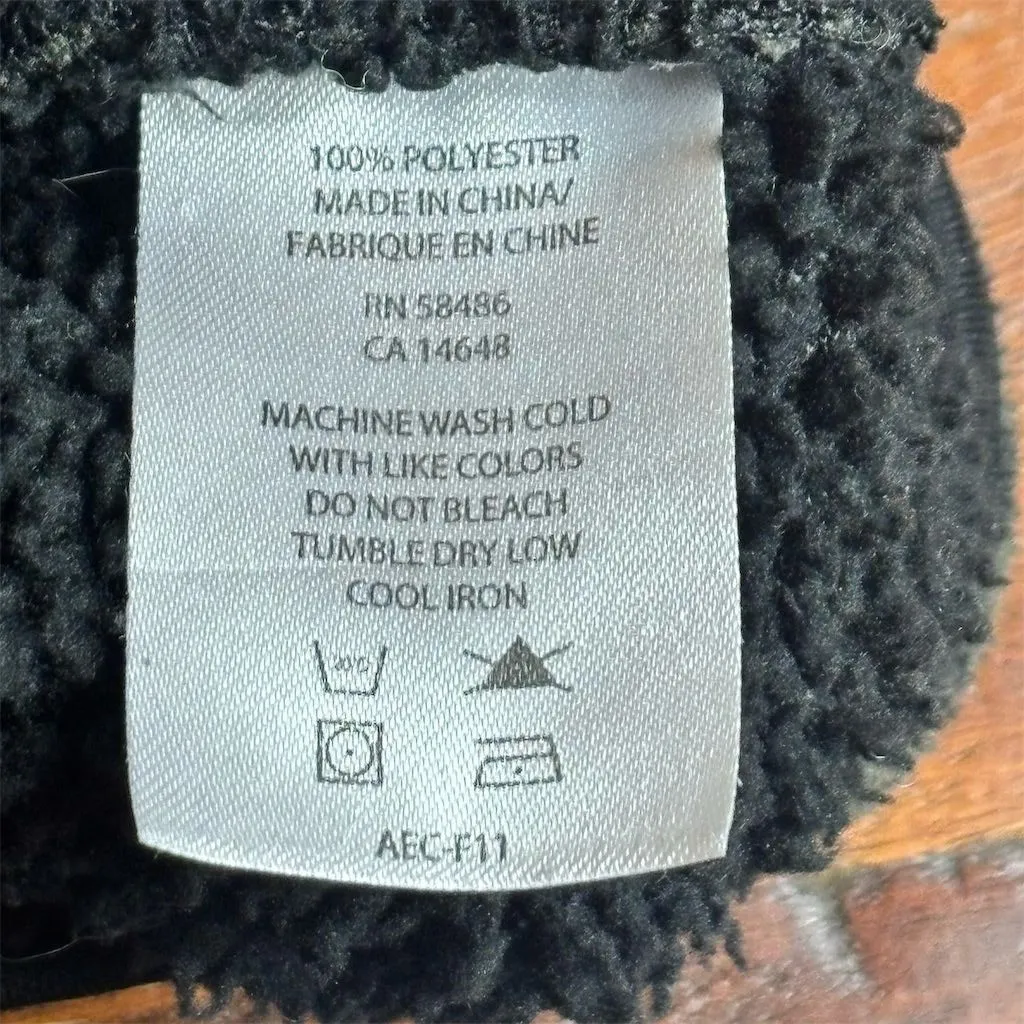 100% POLYESTER
MADE IN CHINA/
FABRIQUE EN CHINE
RN 58486
CA 14648
MACHINE WASH COLD
WITH LIKE COLORS
DO NOT BLEACH
TUMBLE DRY LOW
COOL IRON
AEC-F11